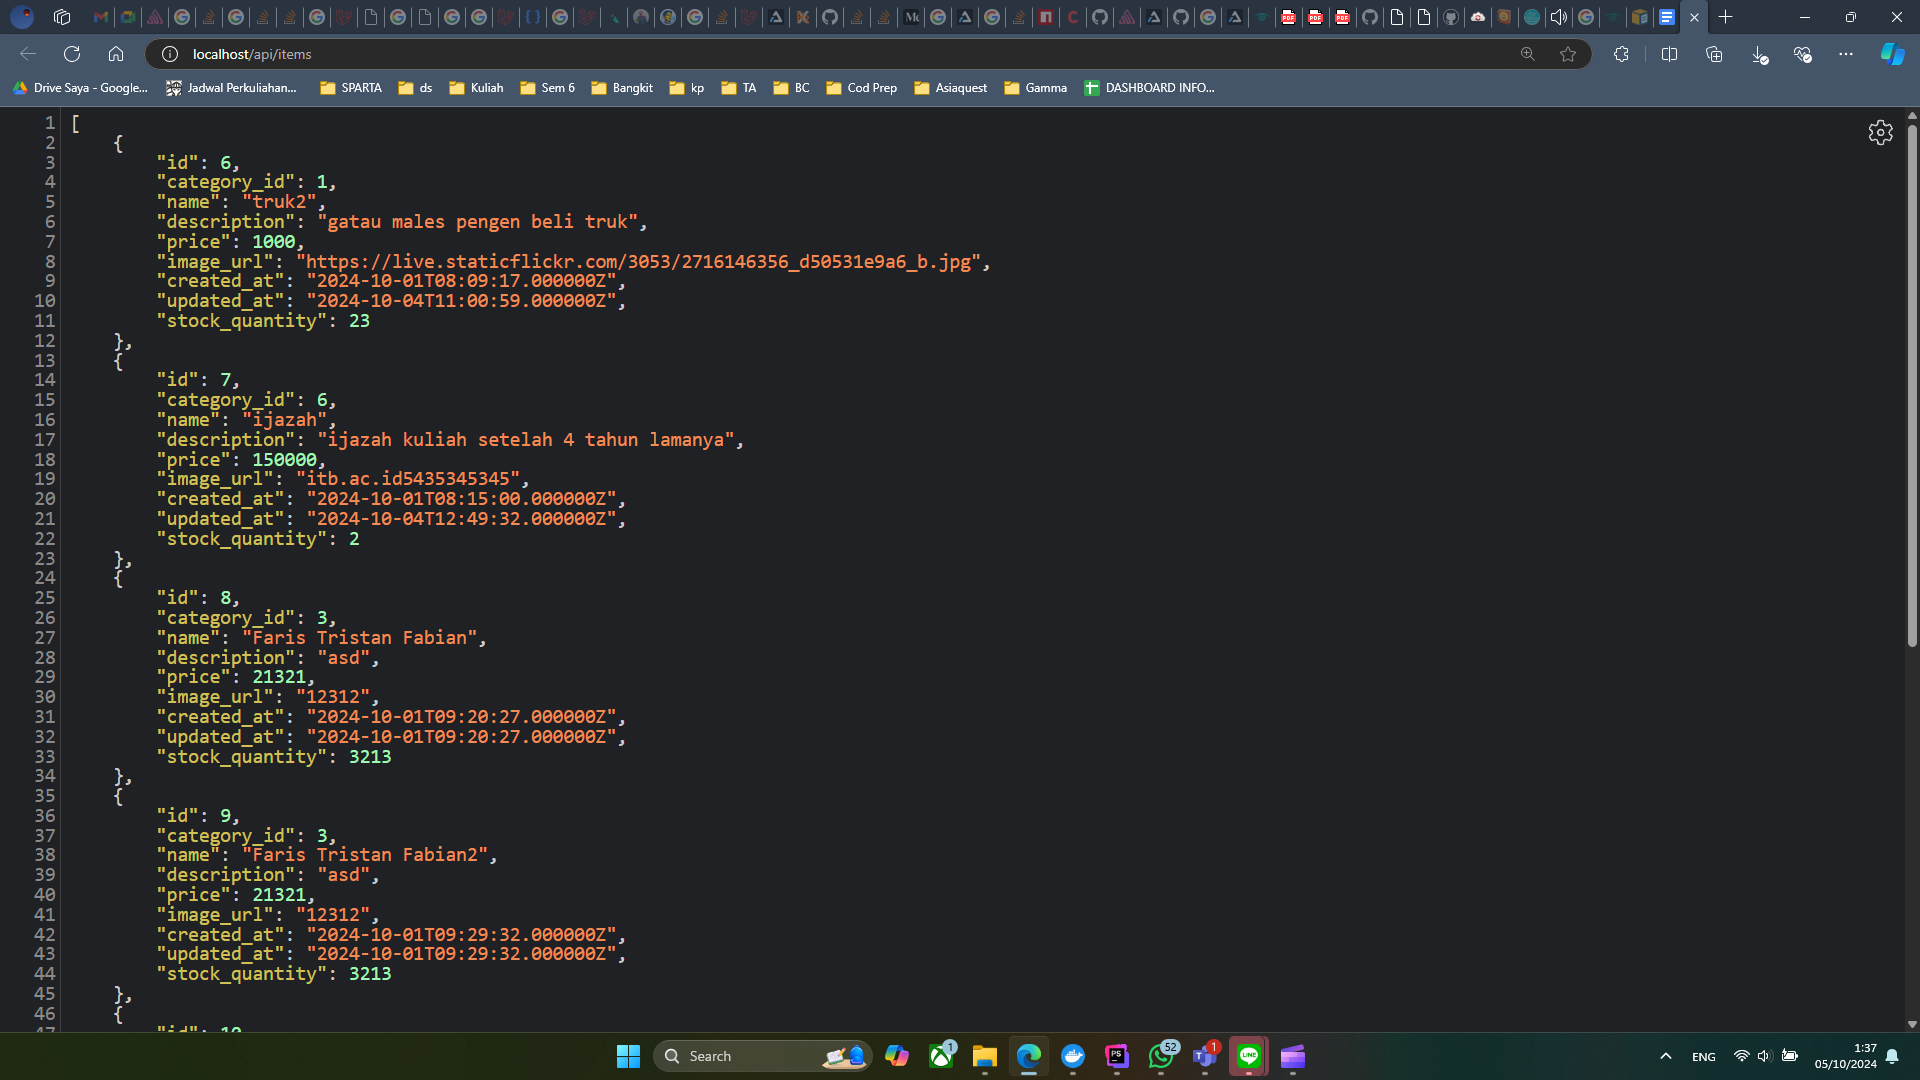 localhost/api/items
Drive Saya - Google...
Jadwal Perkuliahan...
SPARTA
ds
Kuliah
Sem 6
Bangkit
kp
TA
BC
Cod Prep
Asiaquest
Gamma
DASHBOARD INFO...
1 [
2 {
3 "id": 6,
4 "category_id": 1,
5 "name": "truk2",
6 "description": "gatau males pengen beli truk",
7 "price": 1000,
8 "image_url": "https://live.staticflickr.com/3053/2716146356_d50531e9a6_b.jpg",
9 "created_at": "2024-10-01T08:09:17.000000Z",
10 "updated_at": "2024-10-04T11:00:59.000000Z",
11 "stock_quantity": 23
12 },
13 {
14 "id": 7,
15 "category_id": 6,
16 "name": "ijazah",
17 "description": "ijazah kuliah setelah 4 tahun lamanya",
18 "price": 150000,
19 "image_url": "itb.ac.id5435345345",
20 "created_at": "2024-10-01T08:15:00.000000Z",
21 "updated_at": "2024-10-04T12:49:32.000000Z",
22 "stock_quantity": 2
23 },
24 {
25 "id": 8,
26 "category_id": 3,
27 "name": "Faris Tristan Fabian",
28 "description": "asd",
29 "price": 21321,
30 "image_url": "12312",
31 "created_at": "2024-10-01T09:20:27.000000Z",
32 "updated_at": "2024-10-01T09:20:27.000000Z",
33 "stock_quantity": 3213
34 },
35 {
36 "id": 9,
37 "category_id": 3,
38 "name": "Faris Tristan Fabian2",
39 "description": "asd",
40 "price": 21321,
41 "image_url": "12312",
42 "created_at": "2024-10-01T09:29:32.000000Z",
43 "updated_at": "2024-10-01T09:29:32.000000Z",
44 "stock_quantity": 3213
45 },
46 {
47 "id": 10
Search
1
PS
52
1
LINE
ENG
1:37
05/10/2024